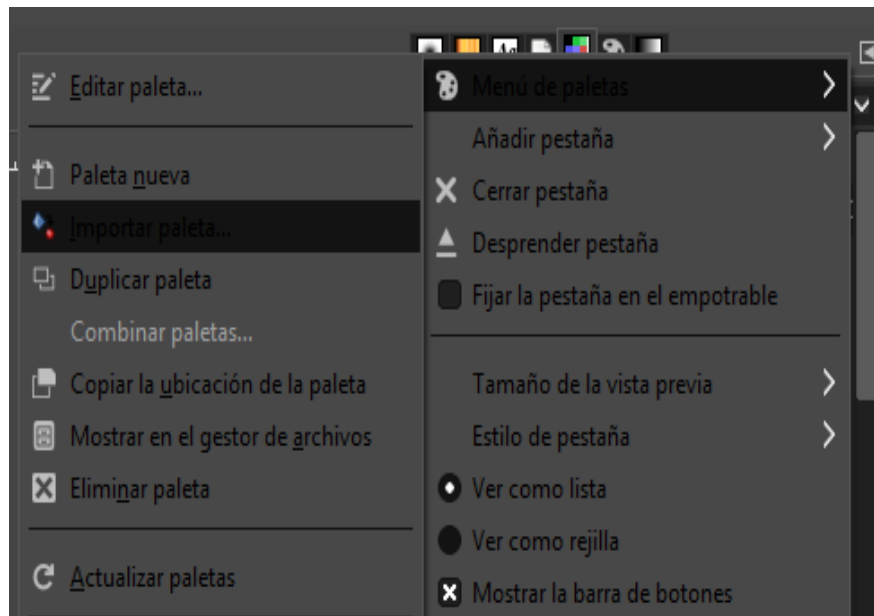 Aa
Editar paleta...
Paleta nueva
Importar paleta...
Duplicar paleta
Combinar paletas...
Copiar la ubicación de la paleta
Mostrar en el gestor de archivos
Eliminar paleta
Actualizar paletas
Menú de paletas
Añadir pestaña
Cerrar pestaña
Desprender pestaña
Fijar la pestaña en el empotrable
Tamaño de la vista previa
Estilo de pestaña
Ver como lista
Ver como rejilla
Mostrar la barra de botones